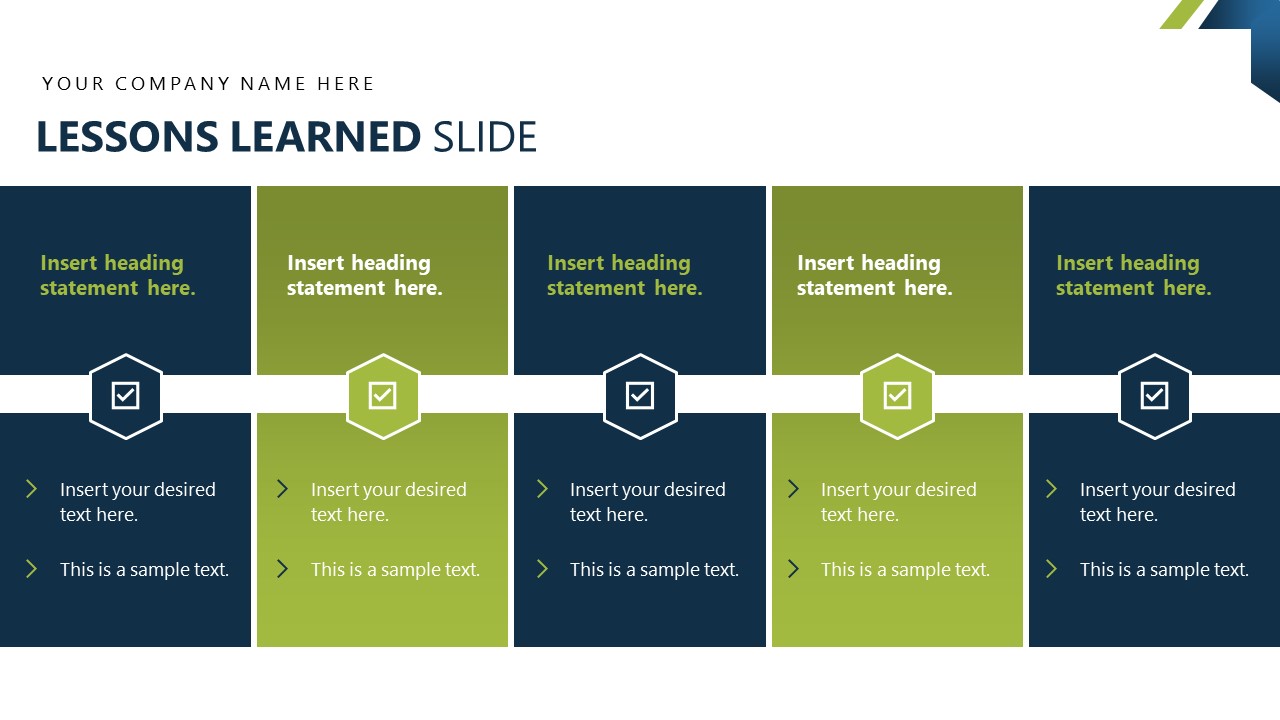 YOUR COMPANY NAME HERE
LESSONS LEARNED SLIDE
Insert heading
statement here.
Insert heading
statement here.
Insert heading
statement here.
Insert heading
statement here.
Insert heading
statement here.
Insert your desired
text here.
This is a sample text.
Insert your desired
text here.
This is a sample text.
Insert your desired
text here.
This is a sample text.
Insert your desired
text here.
This is a sample text.
Insert your desired
text here.
This is a sample text.